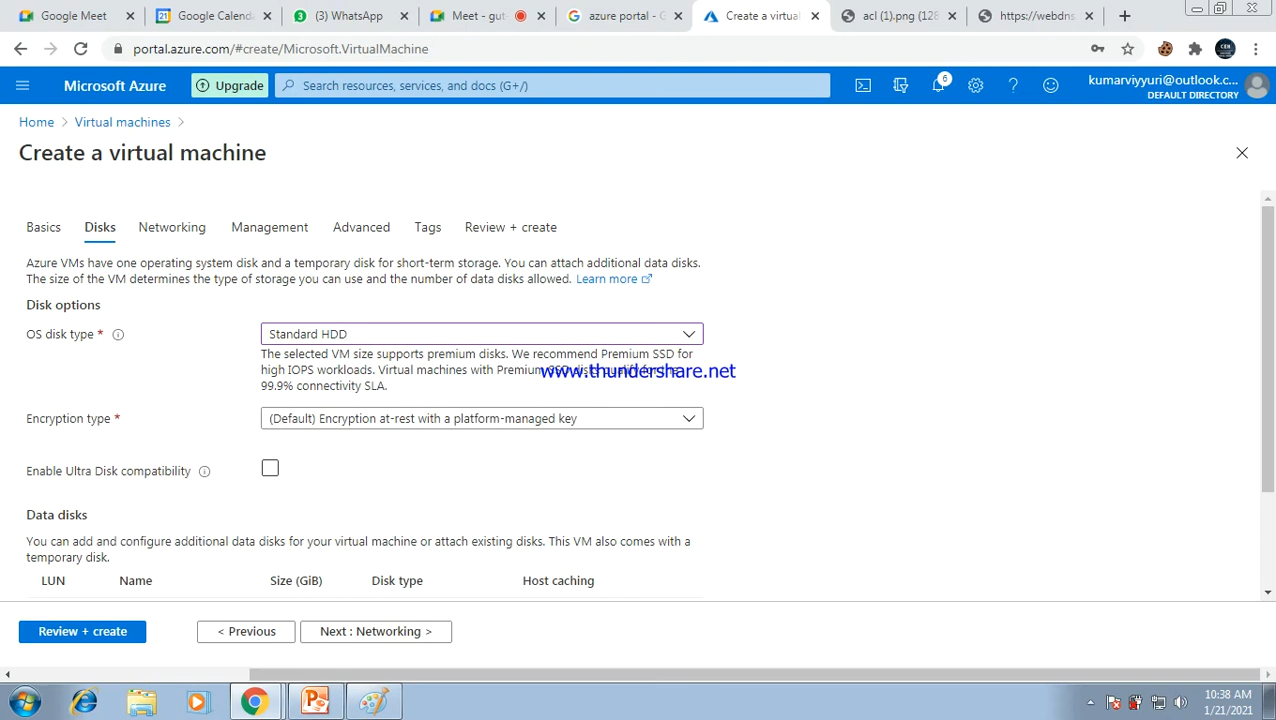 Google Meet
Google Calenda
(3) WhatsApp
Meet - gut
azure portal - G
Create a virtual
acl (1).png (128
https://webdns
portal.azure.com/#create/Microsoft.VirtualMachine
Microsoft Azure
Upgrade
Search resources, services, and docs (G+/)
6
kumarviyyuri@outlook.c...
DEFAULT DIRECTORY
Home > Virtual machines >
Create a virtual machine
Basics Disks Networking Management Advanced Tags Review + create
Azure VMs have one operating system disk and a temporary disk for short-term storage. You can attach additional data disks.
The size of the VM determines the type of storage you can use and the number of data disks allowed. Learn more
Disk options
OS disk type *
Standard HDD
The selected VM size supports premium disks. We recommend Premium SSD for
high IOPS workloads. Virtual machines with Premium
www.thundershare.net
99.9% connectivity SLA.
Encryption type *
(Default) Encryption at-rest with a platform-managed key
Enable Ultra Disk compatibility
Data disks
You can add and configure additional data disks for your virtual machine or attach existing disks. This VM also comes with a
temporary disk.
LUN Name Size (GiB) Disk type Host caching
Review + create
< Previous
Next : Networking >
10:38 AM
1/21/2021